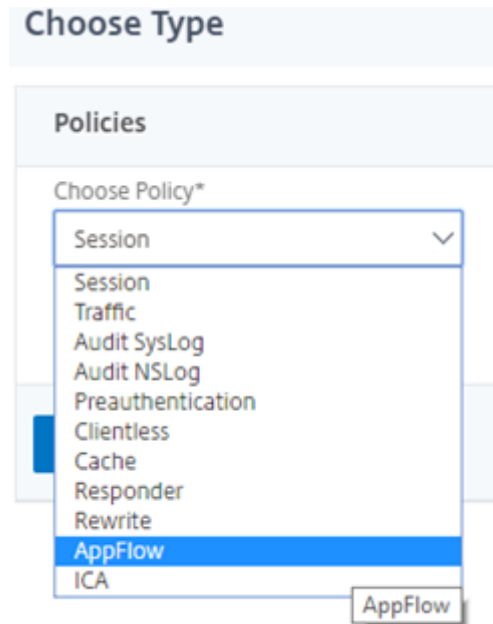 Choose Type
Policies
Choose Policy*
Session
Session
Traffic
Audit SysLog
Audit NSLog
Preauthentication
Clientless
Cache
Responder
Rewrite
AppFlow
ICA
AppFlow